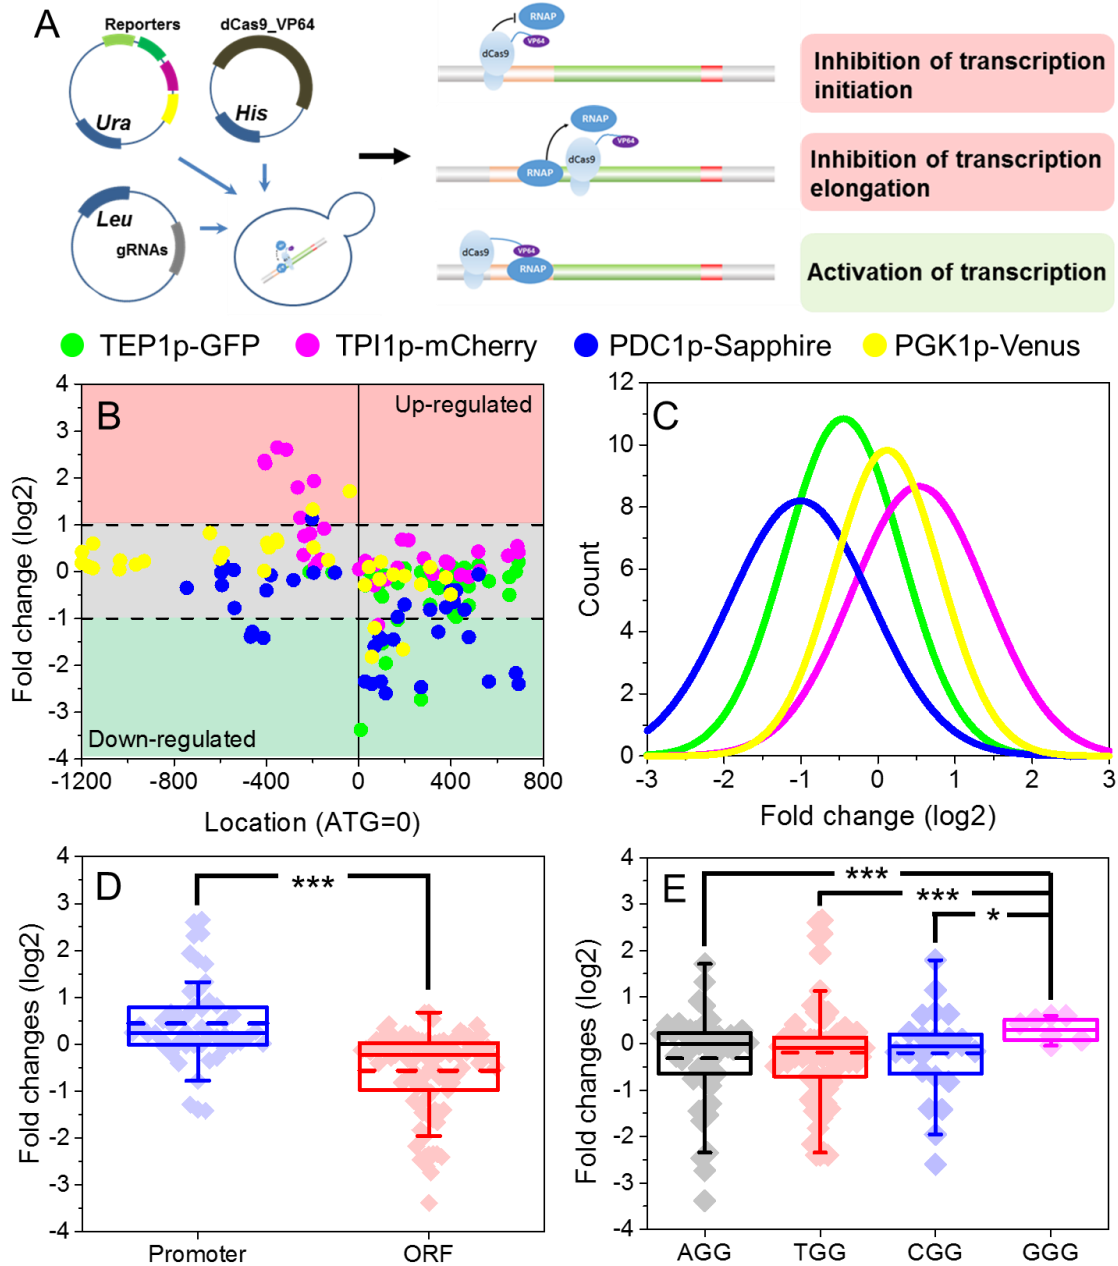 A
Reporters
dCas9_VP64
Ura
His
Leu
gRNAs
RNAP
VP64
dCas9
Inhibition of transcription
initiation
RNAP
VP64
dCas9
RNAP
Inhibition of transcription
elongation
dCas9
VP64
RNAP
Activation of transcription
TEP1p-GFP
TPI1p-mCherry
PDC1p-Sapphire
PGK1p-Venus
B
Up-regulated
Down-regulated
4
3
2
1
0
-1
-2
-3
-4
Fold change (log2)
-1200
-800
-400
0
400
800
Location (ATG=0)
C
12
10
8
6
4
2
0
Count
-3
-2
-1
0
1
2
3
Fold change (log2)
D
***
4
3
2
1
0
-1
-2
-3
-4
Fold changes (log2)
Promoter
ORF
E
***
***
*
4
3
2
1
0
-1
-2
-3
-4
Fold changes (log2)
AGG
TGG
CGG
GGG